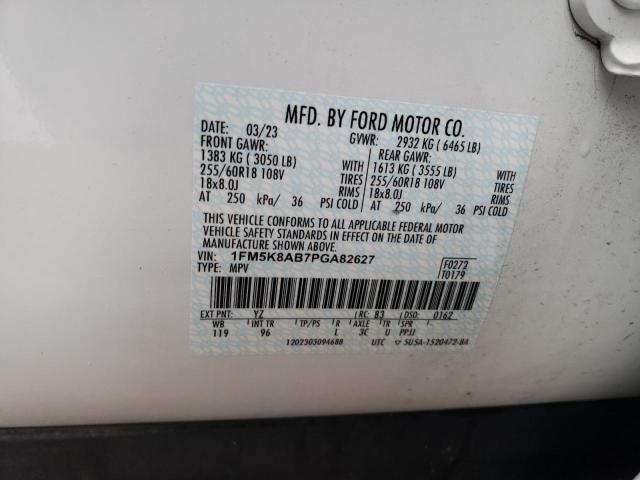 MFD. BY FORD MOTOR CO.
DATE: 03/23 GVWR: 2932 KG ( 6465 LB)
FRONT GAWR: REAR GAWR:
1383 KG ( 3050 LB) WITH 1613 KG ( 3555 LB) WITH
255/60R18 108V TIRES 255/60R18 108V TIRES
18x8.0J RIMS 18x8.0J RIMS
AT 250 kPa/ 36 PSI COLD AT 250 kPa/ 36 PSI COLD
THIS VEHICLE CONFORMS TO ALL APPLICABLE FEDERAL MOTOR
VEHICLE SAFETY STANDARDS IN EFFECT ON THE DATE OF
MANUFACTURE SHOWN ABOVE.
VIN: 1FM5K8AB7PGA82627 F0272
TYPE: MPV T0179
EXT PNT: YZ RC: 83 DSO: 0162
WB INT TR TP/PS R AXLE TR SPR
119 96 L 3C U PPJJ
1202303094688 UTC 5U5A-1520472-BA